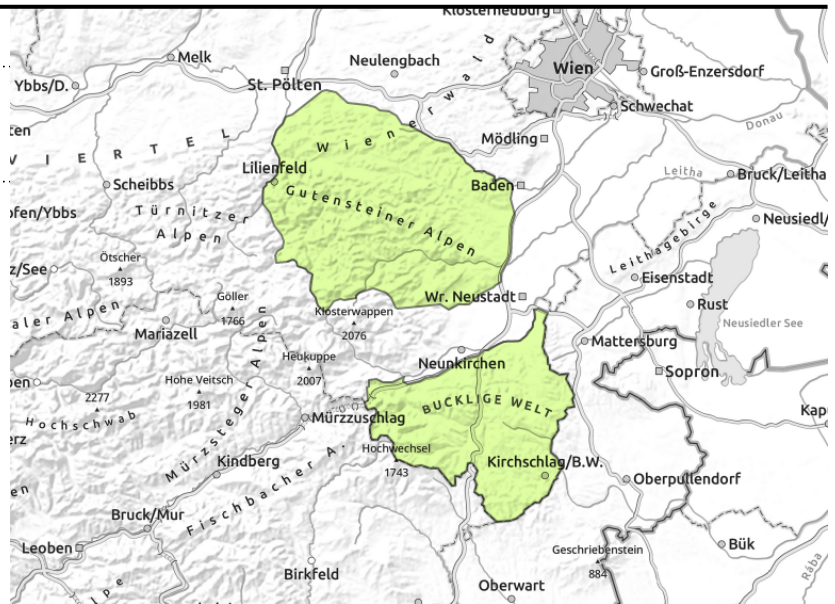 Klosterneuburg
Melk
Neulengbach
Wien
Groß-Enzersdorf
Ybbs/D.
St. Pölten
Schwechat
Donau
Wienerwald
Mödling
VIERTEL
Lilienfeld
Leitha
Bruck/Leitha
Scheibbs
Baden
Gutensteiner Alpen
Türnitzer
Alpen
Neusiedl/
Leithagebirge
Ötscher
1893
Eisenstadt
Göller
1766
Wr. Neustadt
Rust
Klosterwappen
2076
Neusiedler See
Mariazell
Mattersburg
Neunkirchen
Heukuppe
2007
Sopron
Hohe Veitsch
1981
2277
Hochschwab
BUCKLIGE WELT
Mürzzuschlag
Mürzsteger Alpen
Hochwechsel
1743
Kindberg
Kirchschlag/B.W.
Fischbacher A.
Oberpullendorf
Bruck/Mur
Leoben
Bük
Geschriebenstein
884
Birkfeld
Oberwart
Rába